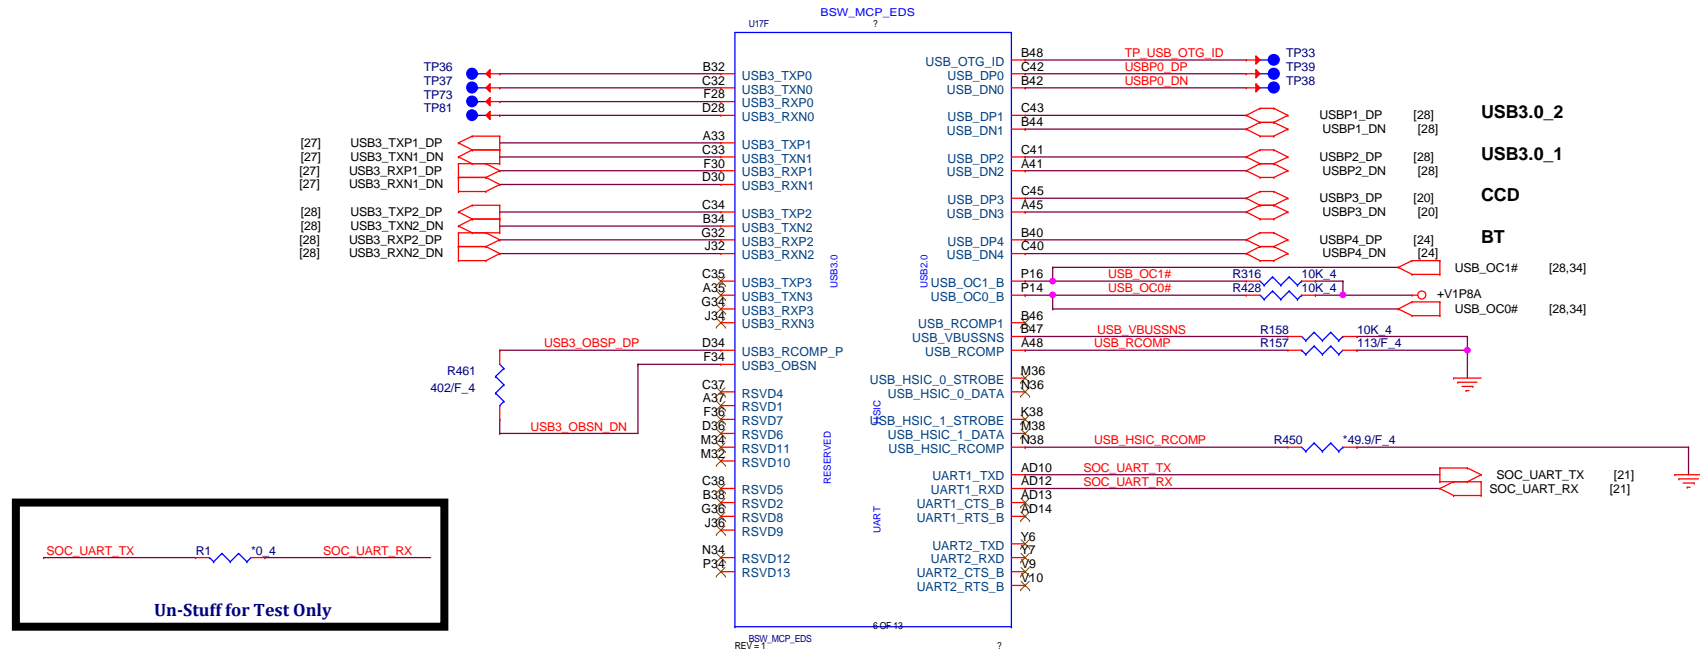 BSW_MCP_EDS
U17F ?
TP36
TP37
TP73
TP81
B32 USB3_TXP0
C32 USB3_TXN0
F28 USB3_RXP0
D28 USB3_RXN0
[27] USB3_TXP1_DP A33 USB3_TXP1
[27] USB3_TXN1_DN C33 USB3_TXN1
[27] USB3_RXP1_DP F30 USB3_RXP1
[27] USB3_RXN1_DN D30 USB3_RXN1
[28] USB3_TXP2_DP C34 USB3_TXP2
[28] USB3_TXN2_DN B34 USB3_TXN2
[28] USB3_RXP2_DP G32 USB3_RXP2
[28] USB3_RXN2_DN J32 USB3_RXN2
C35 USB3_TXP3
A35 USB3_TXN3
G34 USB3_RXP3
J34 USB3_RXN3
USB3_OBSP_DP D34 USB3_RCOMP_P
F34 USB3_OBSN
R461
402/F_4
USB3_OBSN_DN
C37 RSVD4
A37 RSVD1
F36 RSVD7
D36 RSVD6
M34 RSVD11
M32 RSVD10
C38 RSVD5
B38 RSVD2
G36 RSVD8
J36 RSVD9
N34 RSVD12
P34 RSVD13
USB3.0
RESERVED
USB2.0
HSIC
UART
USB_OTG_ID B48 TP_USB_OTG_ID TP33
USB_DP0 C42 USBP0_DP TP39
USB_DN0 B42 USBP0_DN TP38
USB_DP1 C43 USBP1_DP [28] USB3.0_2
USB_DN1 B44 USBP1_DN [28]
USB_DP2 C41 USBP2_DP [28] USB3.0_1
USB_DN2 A41 USBP2_DN [28]
USB_DP3 C45 USBP3_DP [20] CCD
USB_DN3 A45 USBP3_DN [20]
USB_DP4 B40 USBP4_DP [24] BT
USB_DN4 C40 USBP4_DN [24]
USB_OC1# [28,34]
USB_OC1_B P16 USB_OC1# R316 10K_4
USB_OC0_B P14 USB_OC0# R428 10K_4 +V1P8A
USB_OC0# [28,34]
USB_RCOMP1 B46
USB_VBUSSNS B47 USB_VBUSSNS R158 10K_4
USB_RCOMP A48 USB_RCOMP R157 113/F_4
USB_HSIC_0_STROBE M36
USB_HSIC_0_DATA N36
USB_HSIC_1_STROBE K38
USB_HSIC_1_DATA M38
USB_HSIC_RCOMP N38 USB_HSIC_RCOMP R450 *49.9/F_4
UART1_TXD AD10 SOC_UART_TX SOC_UART_TX [21]
UART1_RXD AD12 SOC_UART_RX SOC_UART_RX [21]
UART1_CTS_B AD13
UART1_RTS_B AD14
UART2_TXD Y6
UART2_RXD Y7
UART2_CTS_B V9
UART2_RTS_B V10
SOC_UART_TX R1 *0_4 SOC_UART_RX
Un-Stuff for Test Only
6 OF 13
BSW_MCP_EDS
REV = 1 ?